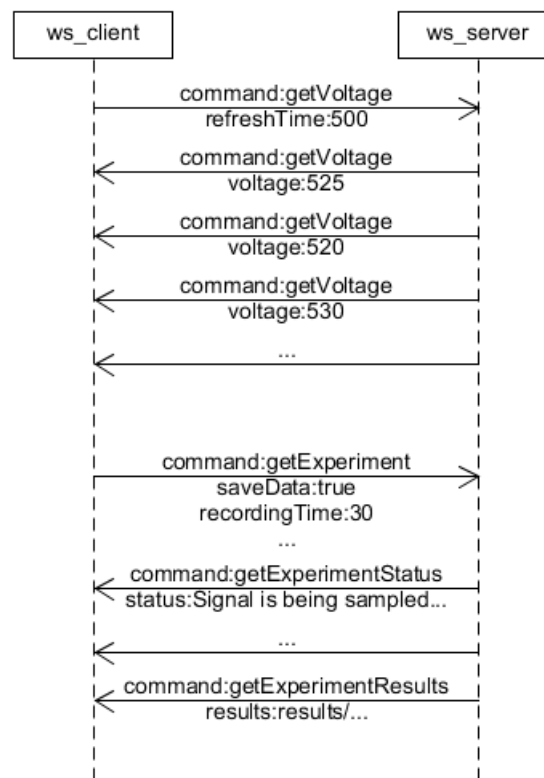 ws_client
ws_server
command:getVoltage
refreshTime:500
command:getVoltage
voltage:525
command:getVoltage
voltage:520
command:getVoltage
voltage:530
...
command:getExperiment
saveData:true
recordingTime:30
...
command:getExperimentStatus
status:Signal is being sampled...
...
command:getExperimentResults
results:results/...